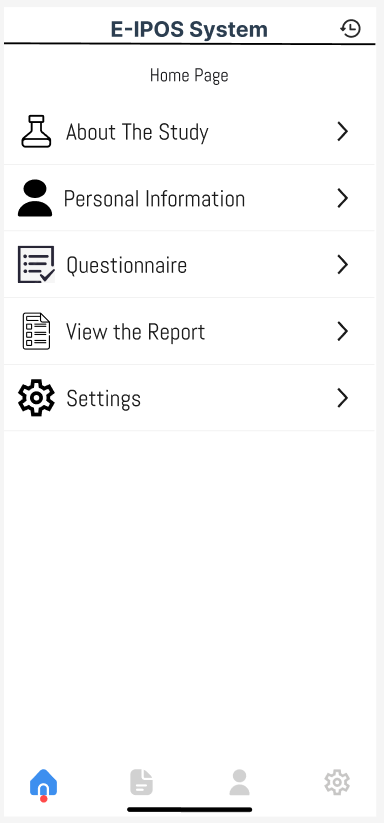 E-IPOS System
Home Page
About The Study
Personal Information
Questionnaire
View the Report
Settings